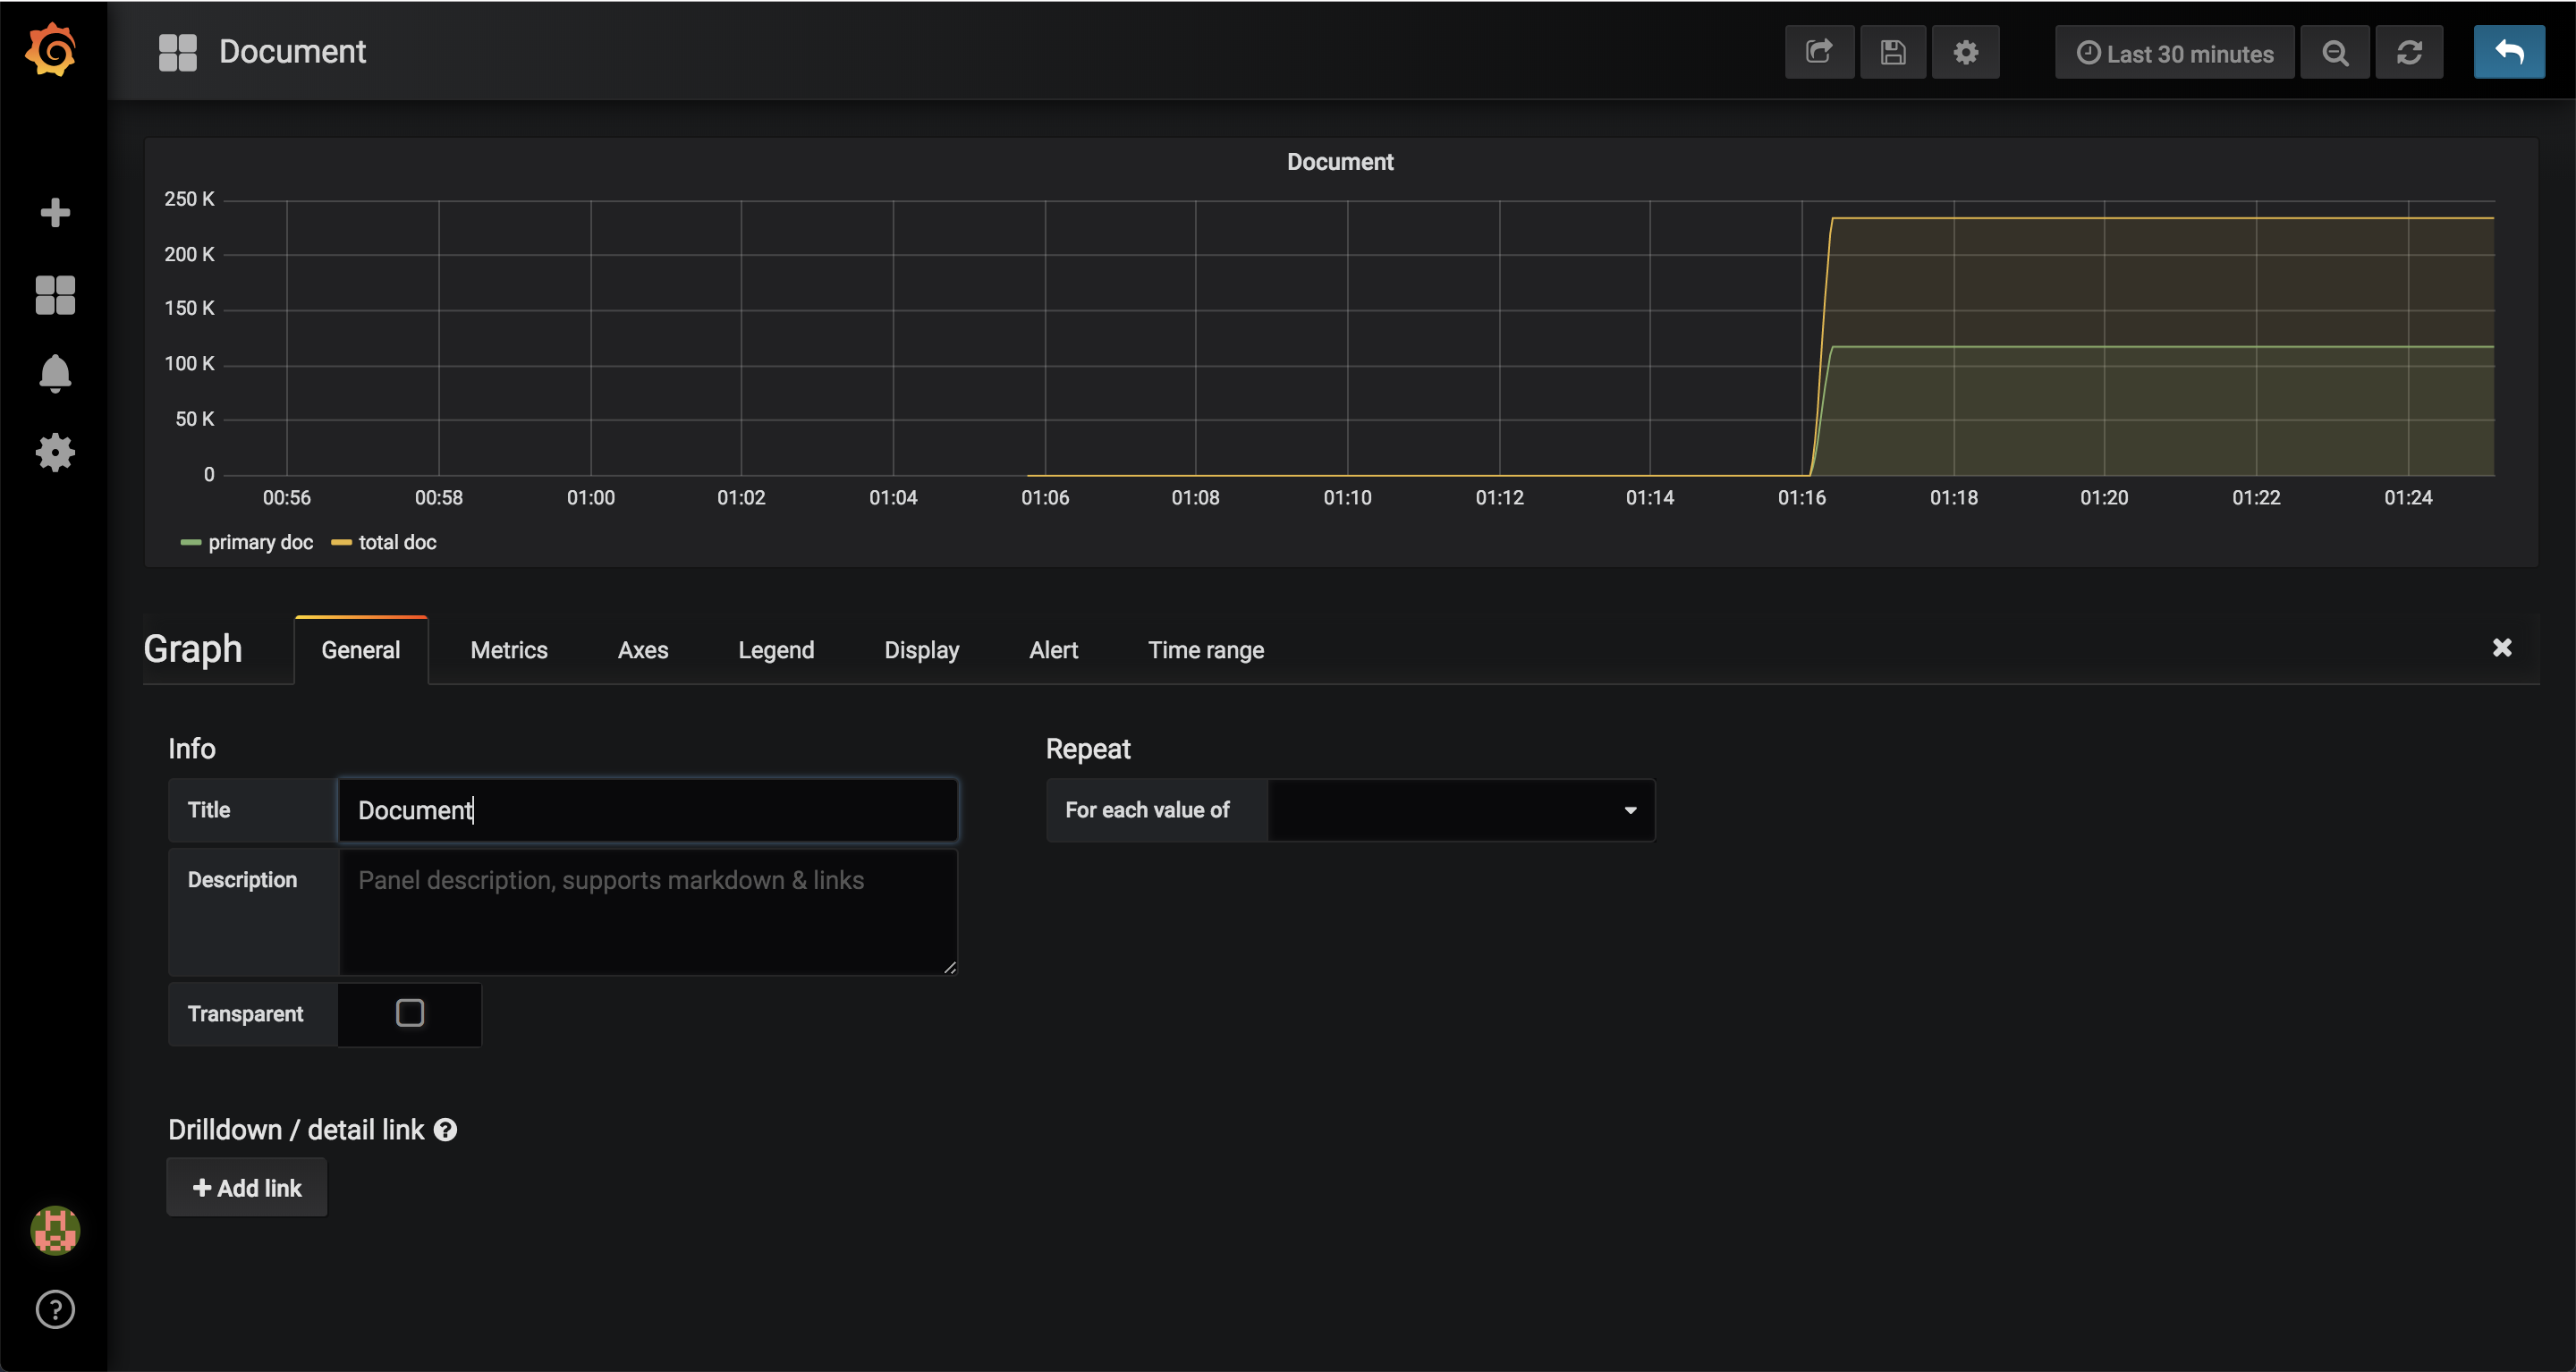 Document
Last 30 minutes
Document
250 K
200 K
150 K
100 K
50 K
0
00:56 00:58 01:00 01:02 01:04 01:06 01:08 01:10 01:12 01:14 01:16 01:18 01:20 01:22 01:24
primary doc total doc
Graph General Metrics Axes Legend Display Alert Time range
Info
Title Document
Description Panel description, supports markdown & links
Transparent
Repeat
For each value of
Drilldown / detail link ?
+ Add link
?